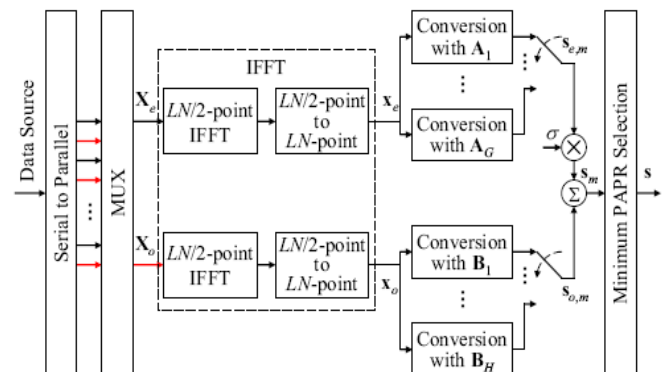 Data Source
Serial to Parallel
...
MUX
X_e
X_o
IFFT
LN/2-point
IFFT
LN/2-point
to
LN-point
x_e
LN/2-point
IFFT
LN/2-point
to
LN-point
x_o
Conversion
with A_1
...
Conversion
with A_G
...
s_{e,m}
σ
×
Σ
s_m
Conversion
with B_1
...
Conversion
with B_H
...
s_{o,m}
Minimum PAPR Selection
s